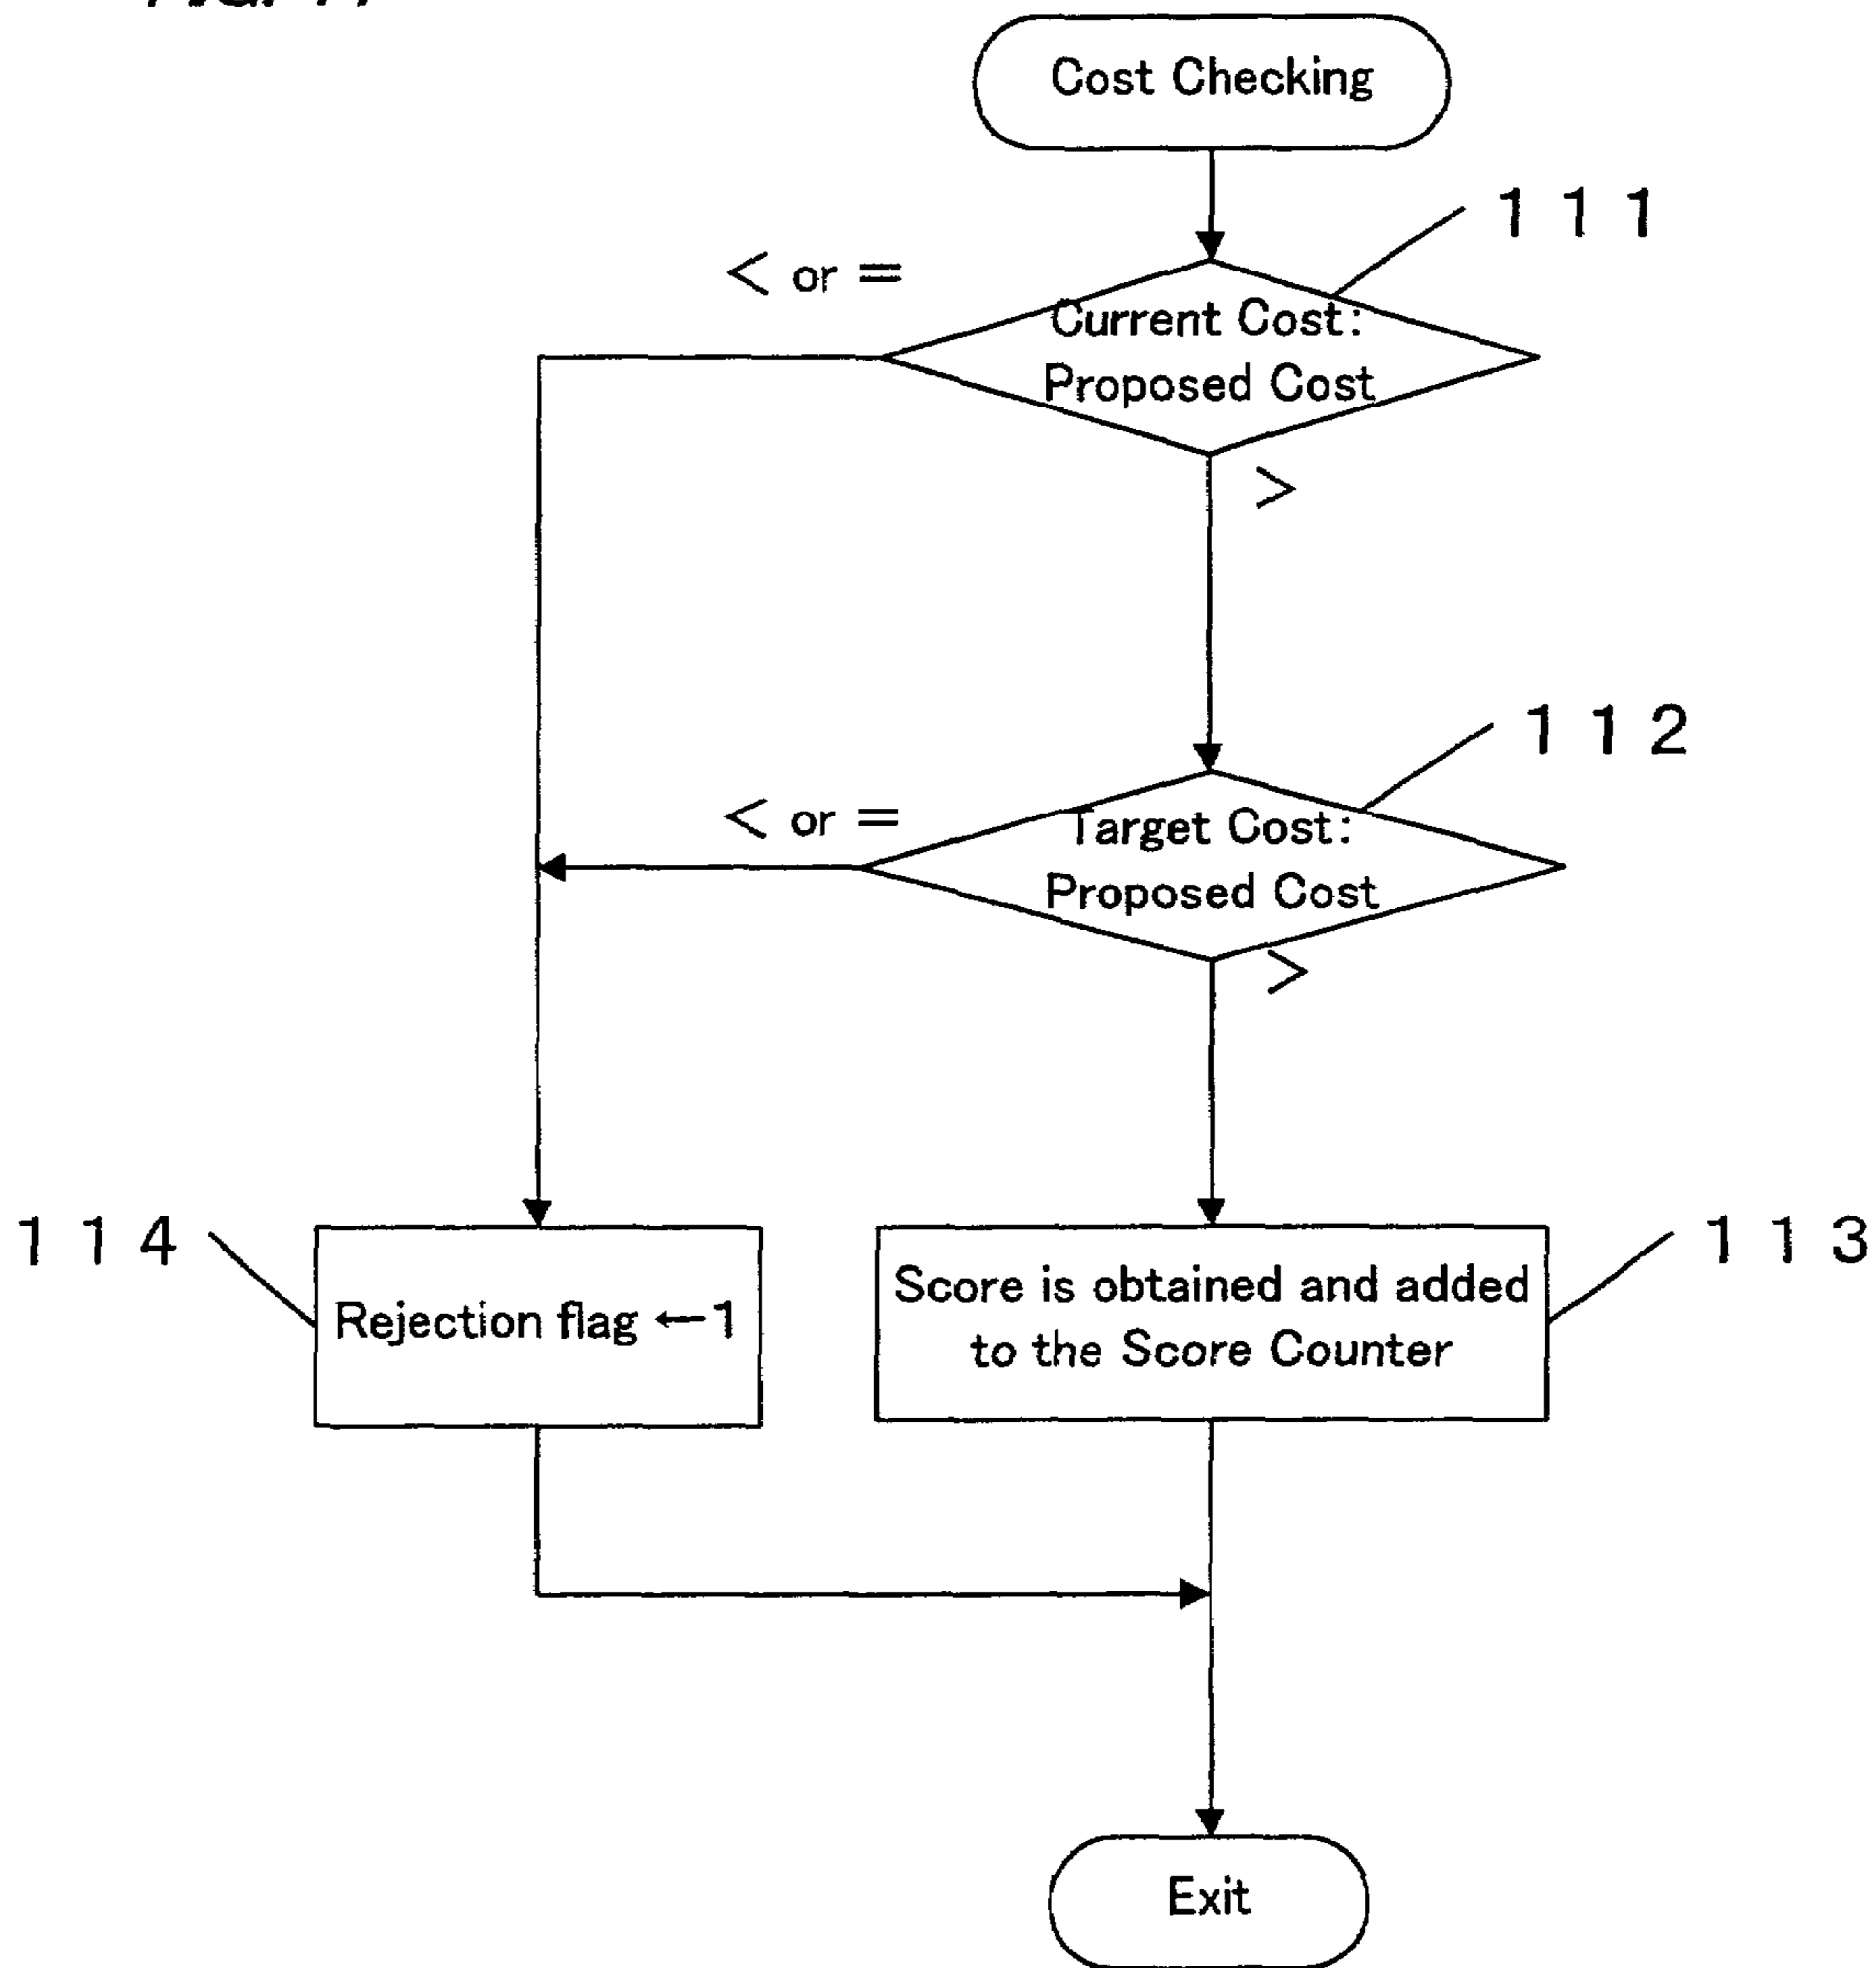 Cost Checking
1 1 1
< or =
Current Cost:
Proposed Cost
>
1 1 2
< or =
Target Cost:
Proposed Cost
>
1 1 4
Rejection flag ←1
Score is obtained and added
to the Score Counter
1 1 3
Exit